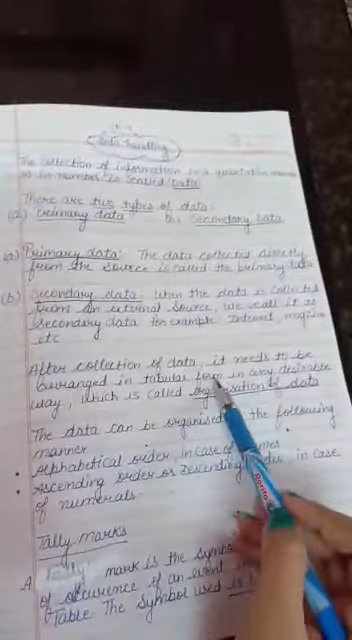 Data handling
The collection of information in a quantative manner
or in number is called Data
There are two types of data.
(a) Primary data (b) Secondary Data
(a) Primary data: The data collected directly
from the source is called the primary data
(b) Secondary data. When the data is collected
from an external source, we call it as
secondary data for example Internet,
etc
After collection of data, it needs to be
arranged in tabular form in any desirable
way, which is called organisation of data
The data can be organised the following
manner
• Alphabetical order, in case of names
• Ascending order or Descending order in case
of numerals
Tally marks
A mark is the symbol
of occurence of an event
Table. The symbol used is